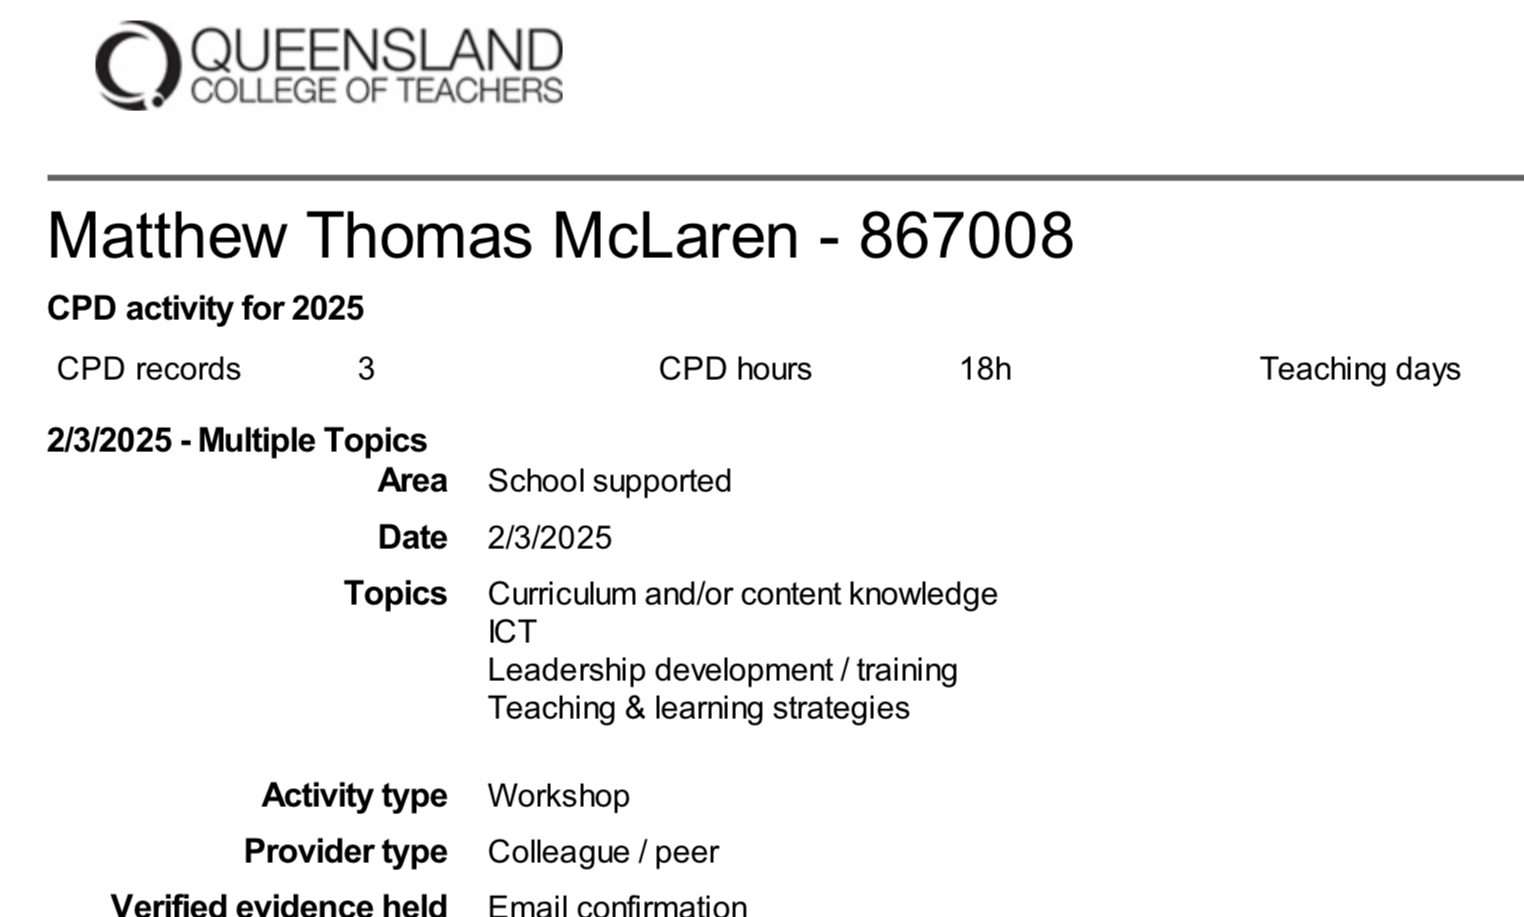 QUEENSLAND
COLLEGE OF TEACHERS
Matthew Thomas McLaren - 867008
CPD activity for 2025
CPD records 3 CPD hours 18h Teaching days
2/3/2025 - Multiple Topics
Area School supported
Date 2/3/2025
Topics Curriculum and/or content knowledge
ICT
Leadership development / training
Teaching & learning strategies
Activity type Workshop
Provider type Colleague / peer
Verified evidence held Email confirmation